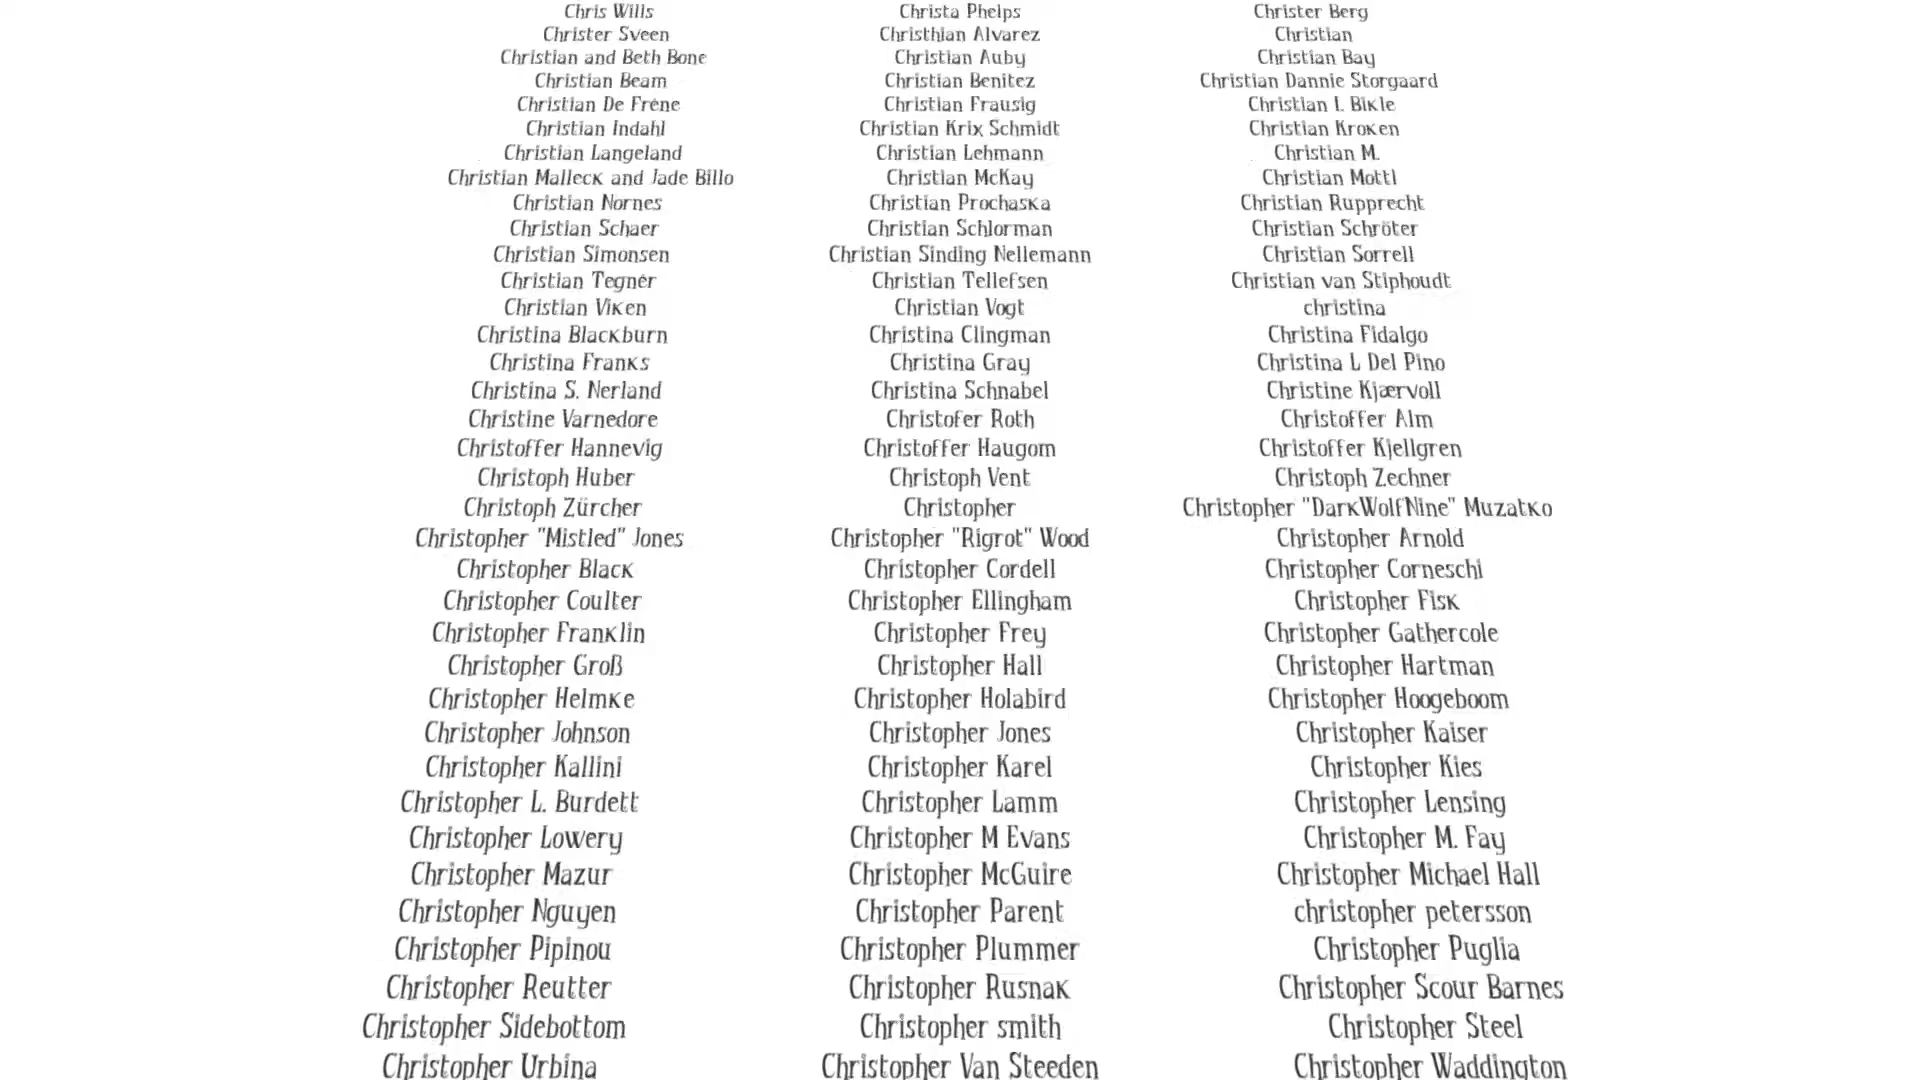 Chris Wills Christa Phelps Christer Berg
Christer Sveen Christhian Alvarez Christian
Christian and Beth Bone Christian Auby Christian Bay
Christian Beam Christian Benitez Christian Dannie Storgaard
Christian De Frène Christian Frausig Christian I. Bikle
Christian Indahl Christian Krix Schmidt Christian Kroken
Christian Langeland Christian Lehmann Christian M.
Christian Malleck and Jade Billo Christian McKay Christian Mottl
Christian Nornes Christian Prochaska Christian Rupprecht
Christian Schaer Christian Schlorman Christian Schröter
Christian Simonsen Christian Sinding Nellemann Christian Sorrell
Christian Tegnér Christian Tellefsen Christian van Stiphoudt
Christian Viken Christian Vogt christina
Christina Blackburn Christina Clingman Christina Fidalgo
Christina Franks Christina Gray Christina L Del Pino
Christina S. Nerland Christina Schnabel Christine Kjærvoll
Christine Varnedore Christofer Roth Christoffer Alm
Christoffer Hannevig Christoffer Haugom Christoffer Kjellgren
Christoph Huber Christoph Vent Christoph Zechner
Christoph Zürcher Christopher Christopher "DarkWolfNine" Muzatko
Christopher "Mistled" Jones Christopher "Rigrot" Wood Christopher Arnold
Christopher Black Christopher Cordell Christopher Corneschi
Christopher Coulter Christopher Ellingham Christopher Fisk
Christopher Franklin Christopher Frey Christopher Gathercole
Christopher Groß Christopher Hall Christopher Hartman
Christopher Helmke Christopher Holabird Christopher Hoogeboom
Christopher Johnson Christopher Jones Christopher Kaiser
Christopher Kallini Christopher Karel Christopher Kies
Christopher L. Burdett Christopher Lamm Christopher Lensing
Christopher Lowery Christopher M Evans Christopher M. Fay
Christopher Mazur Christopher McGuire Christopher Michael Hall
Christopher Nguyen Christopher Parent christopher petersson
Christopher Pipinou Christopher Plummer Christopher Puglia
Christopher Reutter Christopher Rusnak Christopher Scour Barnes
Christopher Sidebottom Christopher smith Christopher Steel
Christopher Urbina Christopher Van Steeden Christopher Waddington